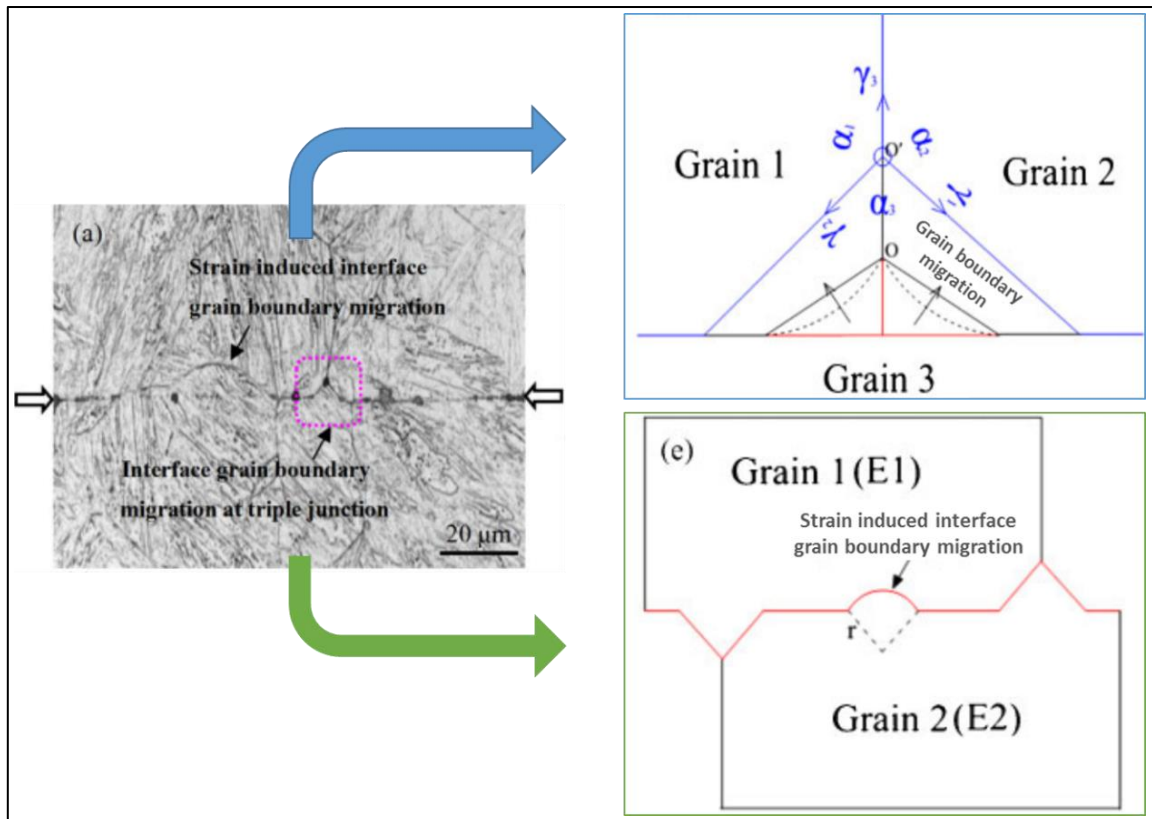 (a)
Strain induced interface
grain boundary migration
Interface grain boundary
migration at triple junction
20 μm
γ3
α1
α2
O'
Grain 1
Grain 2
γ2
α3
γ1
O
Grain boundary
migration
Grain 3
(e)
Grain 1(E1)
Strain induced interface
grain boundary migration
r
Grain 2(E2)